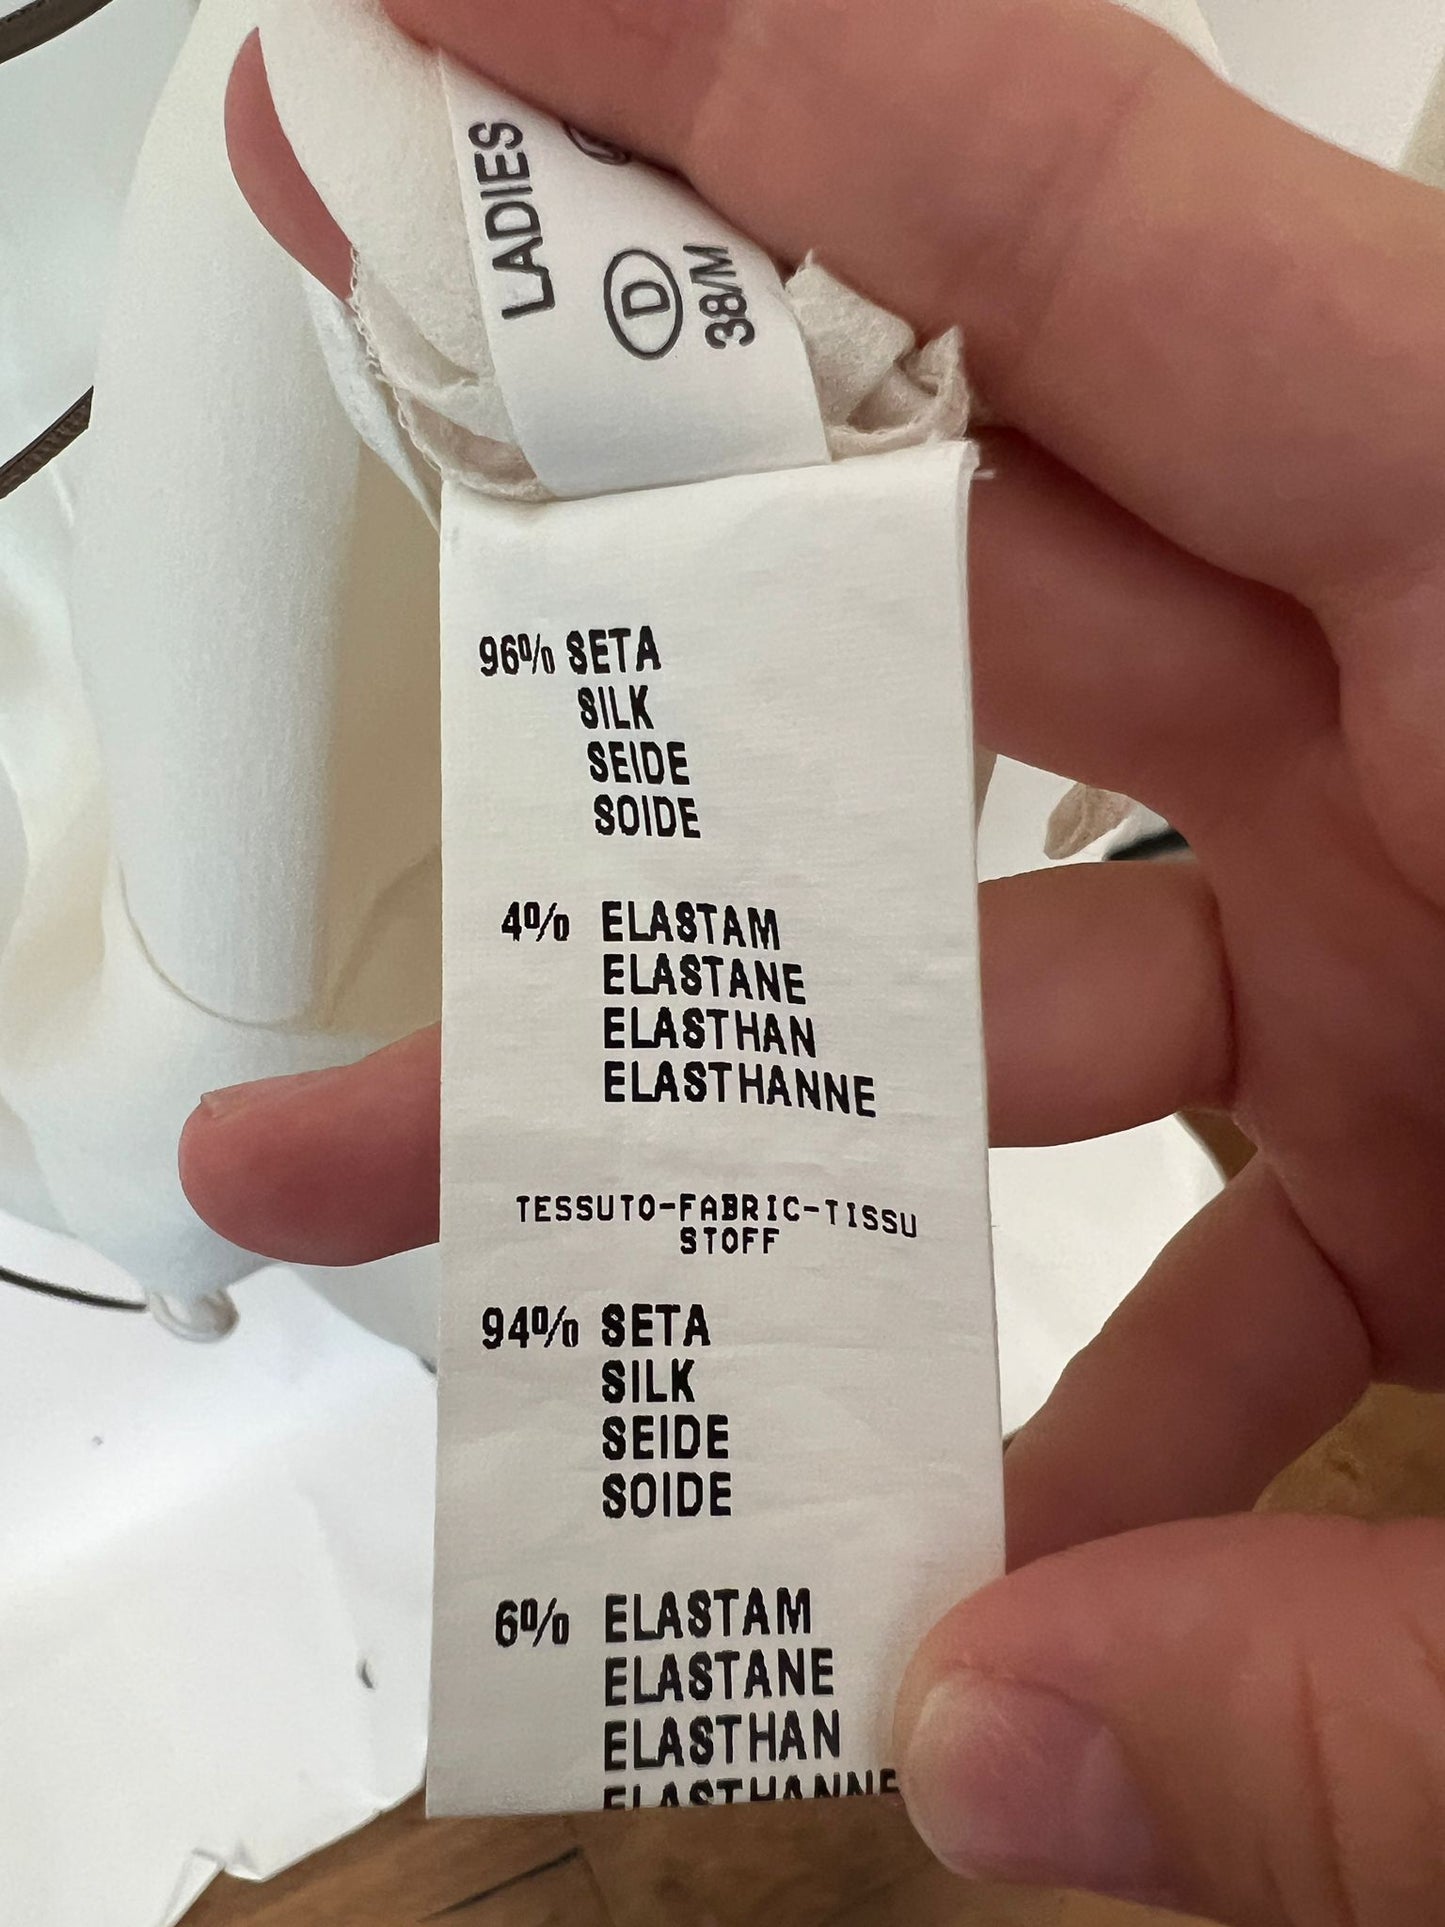 LADIES
D
38/M
96% SETA
SILK
SEIDE
SOIDE
4% ELASTAM
ELASTANE
ELASTHAN
ELASTHANNE
TESSUTO-FABRIC-TISSU
STOFF
94% SETA
SILK
SEIDE
SOIDE
6% ELASTAM
ELASTANE
ELASTHAN
ELASTHANNE